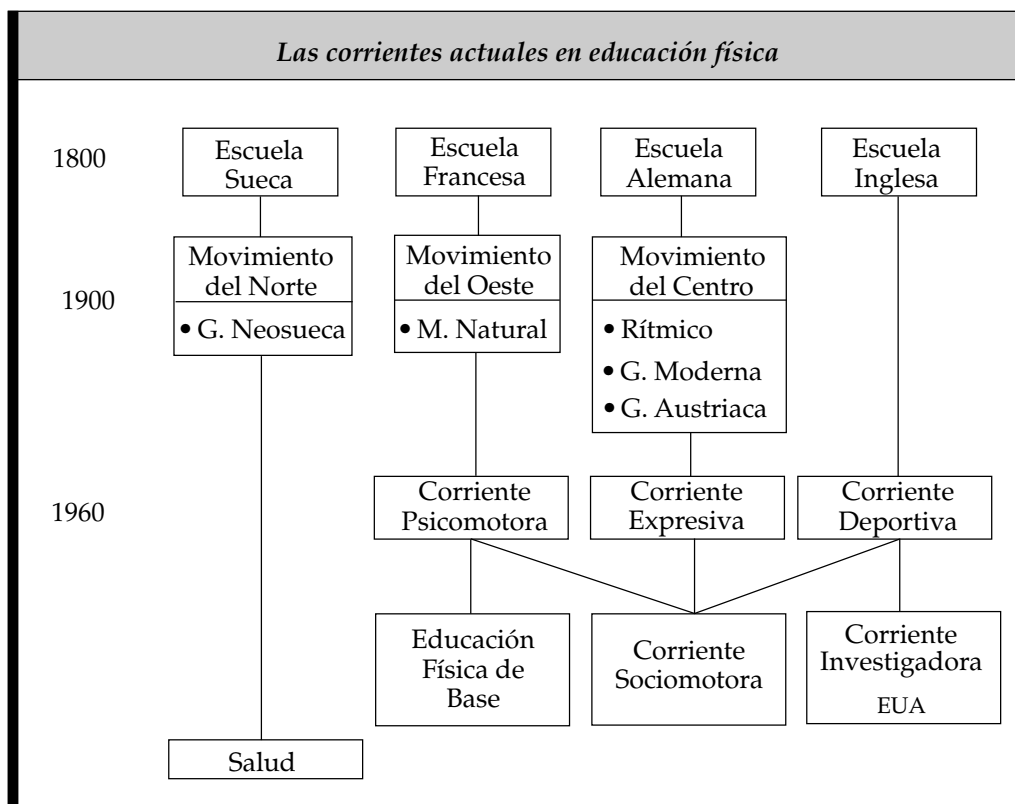 Las corrientes actuales en educación física
1800
Escuela
Sueca
Escuela
Francesa
Escuela
Alemana
Escuela
Inglesa
1900
Movimiento
del Norte
• G. Neosueca
Movimiento
del Oeste
• M. Natural
Movimiento
del Centro
• Rítmico
• G. Moderna
• G. Austriaca
1960
Corriente
Psicomotora
Corriente
Expresiva
Corriente
Deportiva
Educación
Física de
Base
Corriente
Sociomotora
Corriente
Investigadora
EUA
Salud